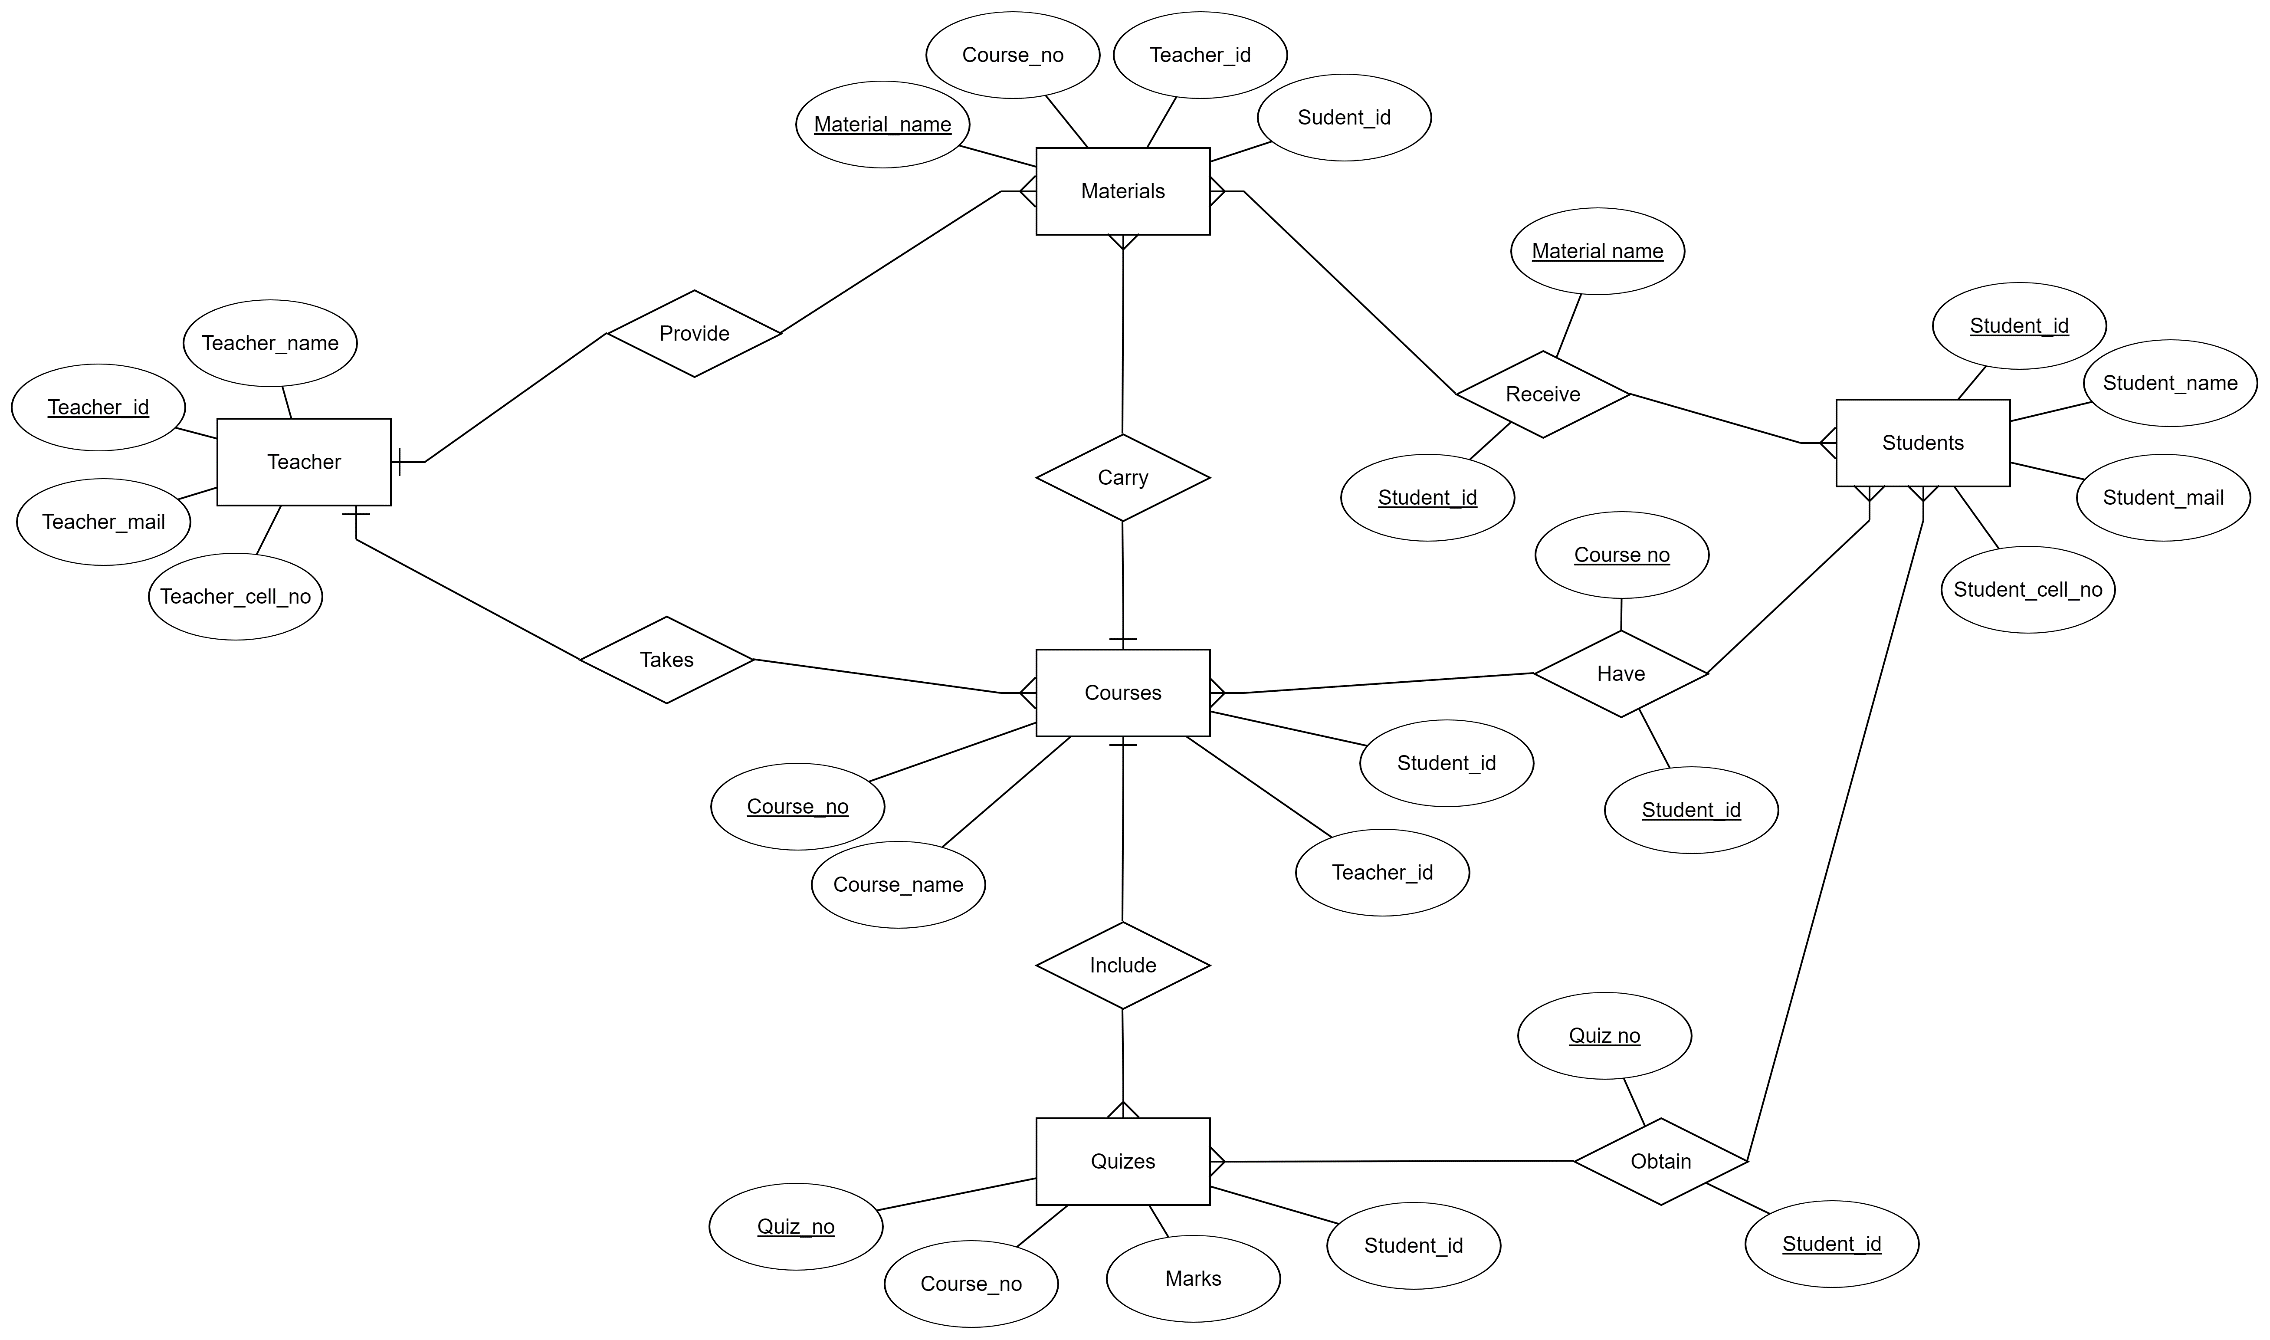 Course_no
Teacher_id
Material_name
Sudent_id
Materials
Material name
Provide
Teacher_name
Student_id
Receive
Student_name
Teacher_id
Teacher
Students
Carry
Student_id
Student_mail
Teacher_mail
Course no
Teacher_cell_no
Student_cell_no
Takes
Have
Courses
Student_id
Course_no
Student_id
Course_name
Teacher_id
Include
Quiz no
Quizes
Obtain
Quiz_no
Student_id
Student_id
Course_no
Marks